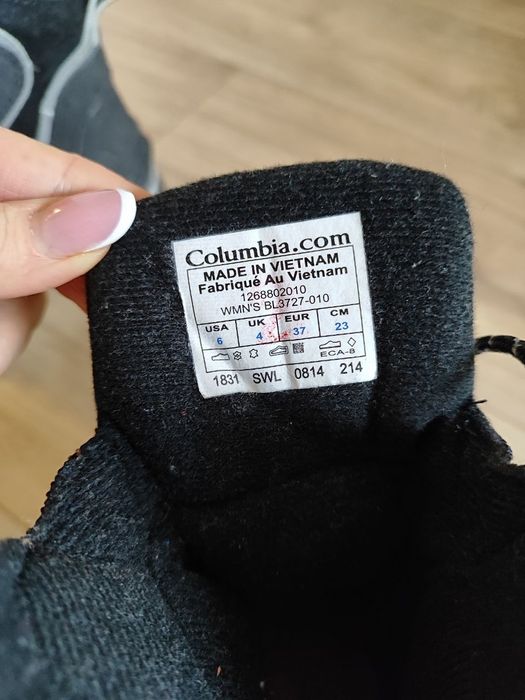 Columbia.com
MADE IN VIETNAM
Fabriqué Au Vietnam
1268802010
WMN'S BL3727-010
USA UK EUR CM
6 4 37 23
ECA-8
1831 SWL 0814 214